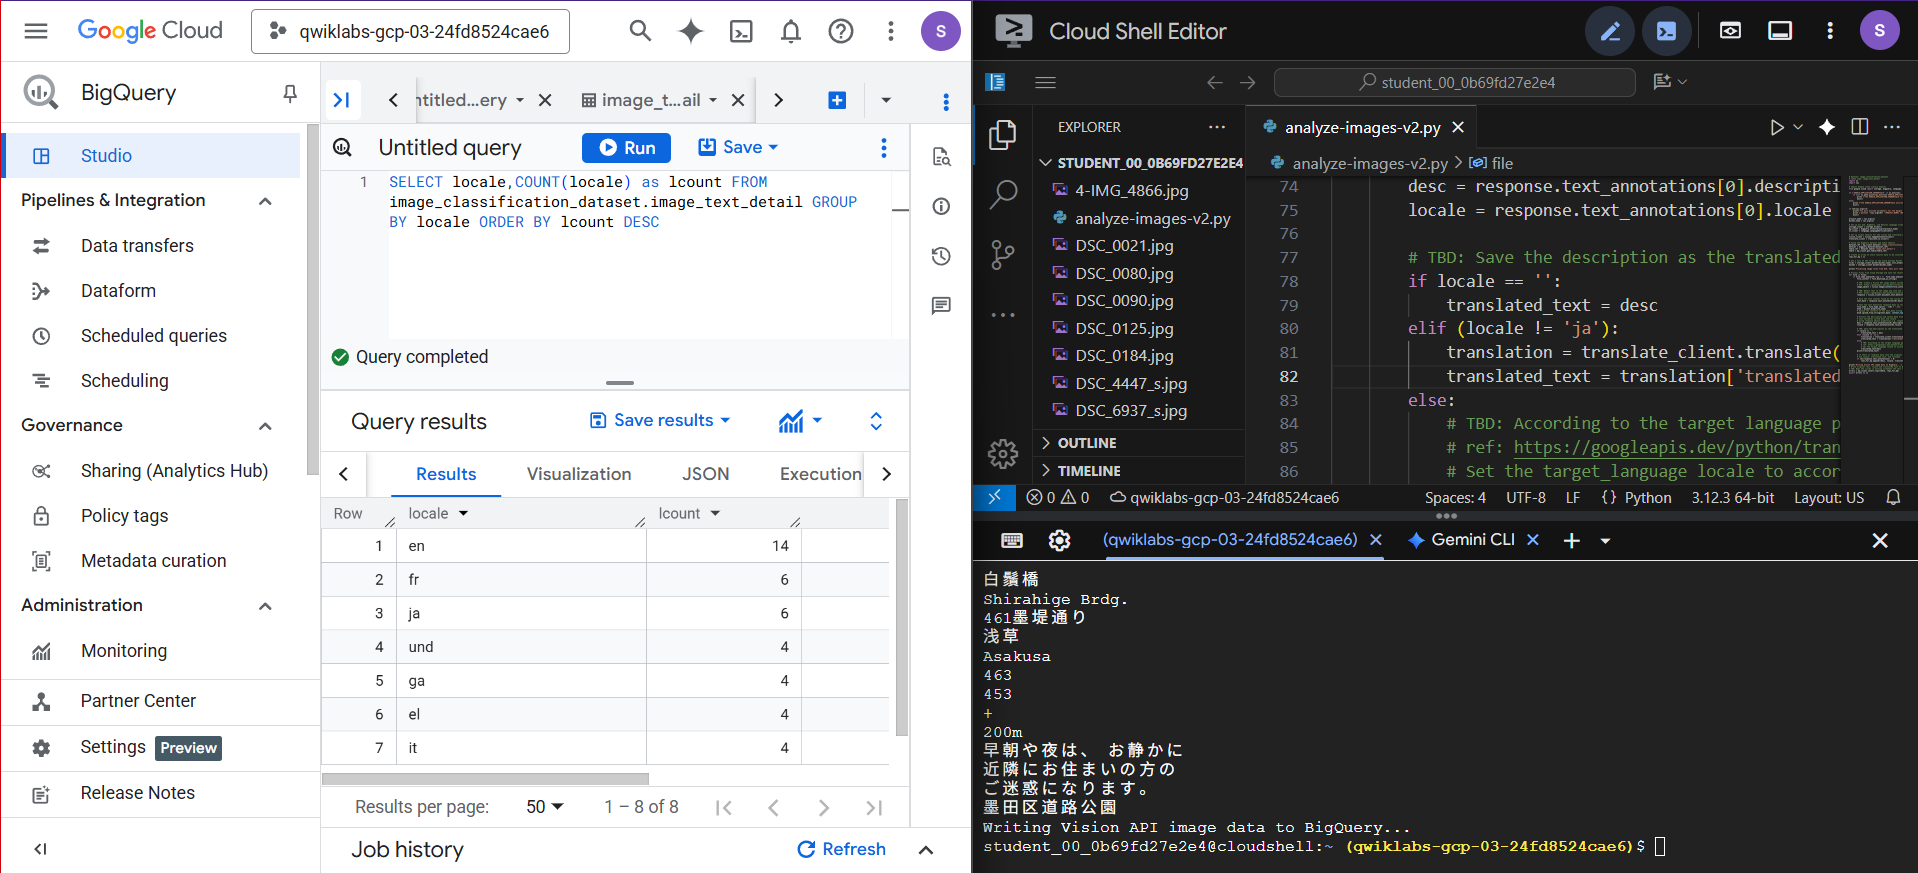 Google Cloud
qwiklabs-gcp-03-24fd8524cae6
S
BigQuery
Studio
Pipelines & Integration
Data transfers
Dataform
Scheduled queries
Scheduling
Governance
Sharing (Analytics Hub)
Policy tags
Metadata curation
Administration
Monitoring
Partner Center
Settings Preview
Release Notes
ntitled...ery
image_t...ail
Untitled query
Run
Save
1 SELECT locale,COUNT(locale) as lcount FROM
image_classification_dataset.image_text_detail GROUP
BY locale ORDER BY lcount DESC
Query completed
Query results
Save results
Results Visualization JSON Execution
Row locale lcount
1 en 14
2 fr 6
3 ja 6
4 und 4
5 ga 4
6 el 4
7 it 4
Results per page: 50 1 – 8 of 8
Job history
Refresh
Cloud Shell Editor
S
student_00_0b69fd27e2e4
EXPLORER
STUDENT_00_0B69FD27E2E4
4-IMG_4866.jpg
analyze-images-v2.py
DSC_0021.jpg
DSC_0080.jpg
DSC_0090.jpg
DSC_0125.jpg
DSC_0184.jpg
DSC_4447_s.jpg
DSC_6937_s.jpg
OUTLINE
TIMELINE
analyze-images-v2.py
analyze-images-v2.py > file
74 desc = response.text_annotations[0].descripti
75 locale = response.text_annotations[0].locale
76
77 # TBD: Save the description as the translated
78 if locale == '':
79 translated_text = desc
80 elif (locale != 'ja'):
81 translation = translate_client.translate(
82 translated_text = translation['translated
83 else:
84 # TBD: According to the target language p
85 # ref: https://googleapis.dev/python/tran
86 # Set the target_language locale to accor
0 0 qwiklabs-gcp-03-24fd8524cae6 Spaces: 4 UTF-8 LF {} Python 3.12.3 64-bit Layout: US
(qwiklabs-gcp-03-24fd8524cae6) Gemini CLI
白鬚橋
Shirahige Brdg.
461墨堤通り
浅草
Asakusa
463
453
+
200m
早朝や夜は、 お静かに
近隣にお住まいの方の
ご迷惑になります。
墨田区道路公園
Writing Vision API image data to BigQuery...
student_00_0b69fd27e2e4@cloudshell:~ (qwiklabs-gcp-03-24fd8524cae6)$